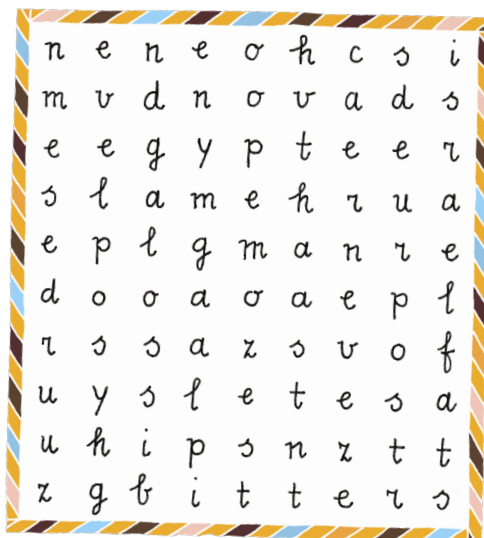 n e n e o h c s i
m v d n o v a d s
e e g y p t e e r
s l a m e h r u a
e p l g m a n r e
d o o a o a e p l
r s s a z s v o f
u y s l e t e s a
u h i p s n z t t
z g b i t t e r s